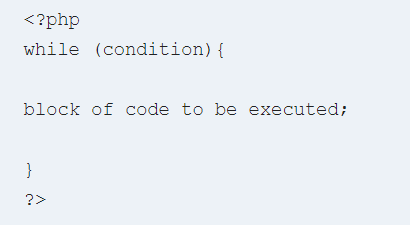 <?php
while (condition){
block of code to be executed;
}
?>